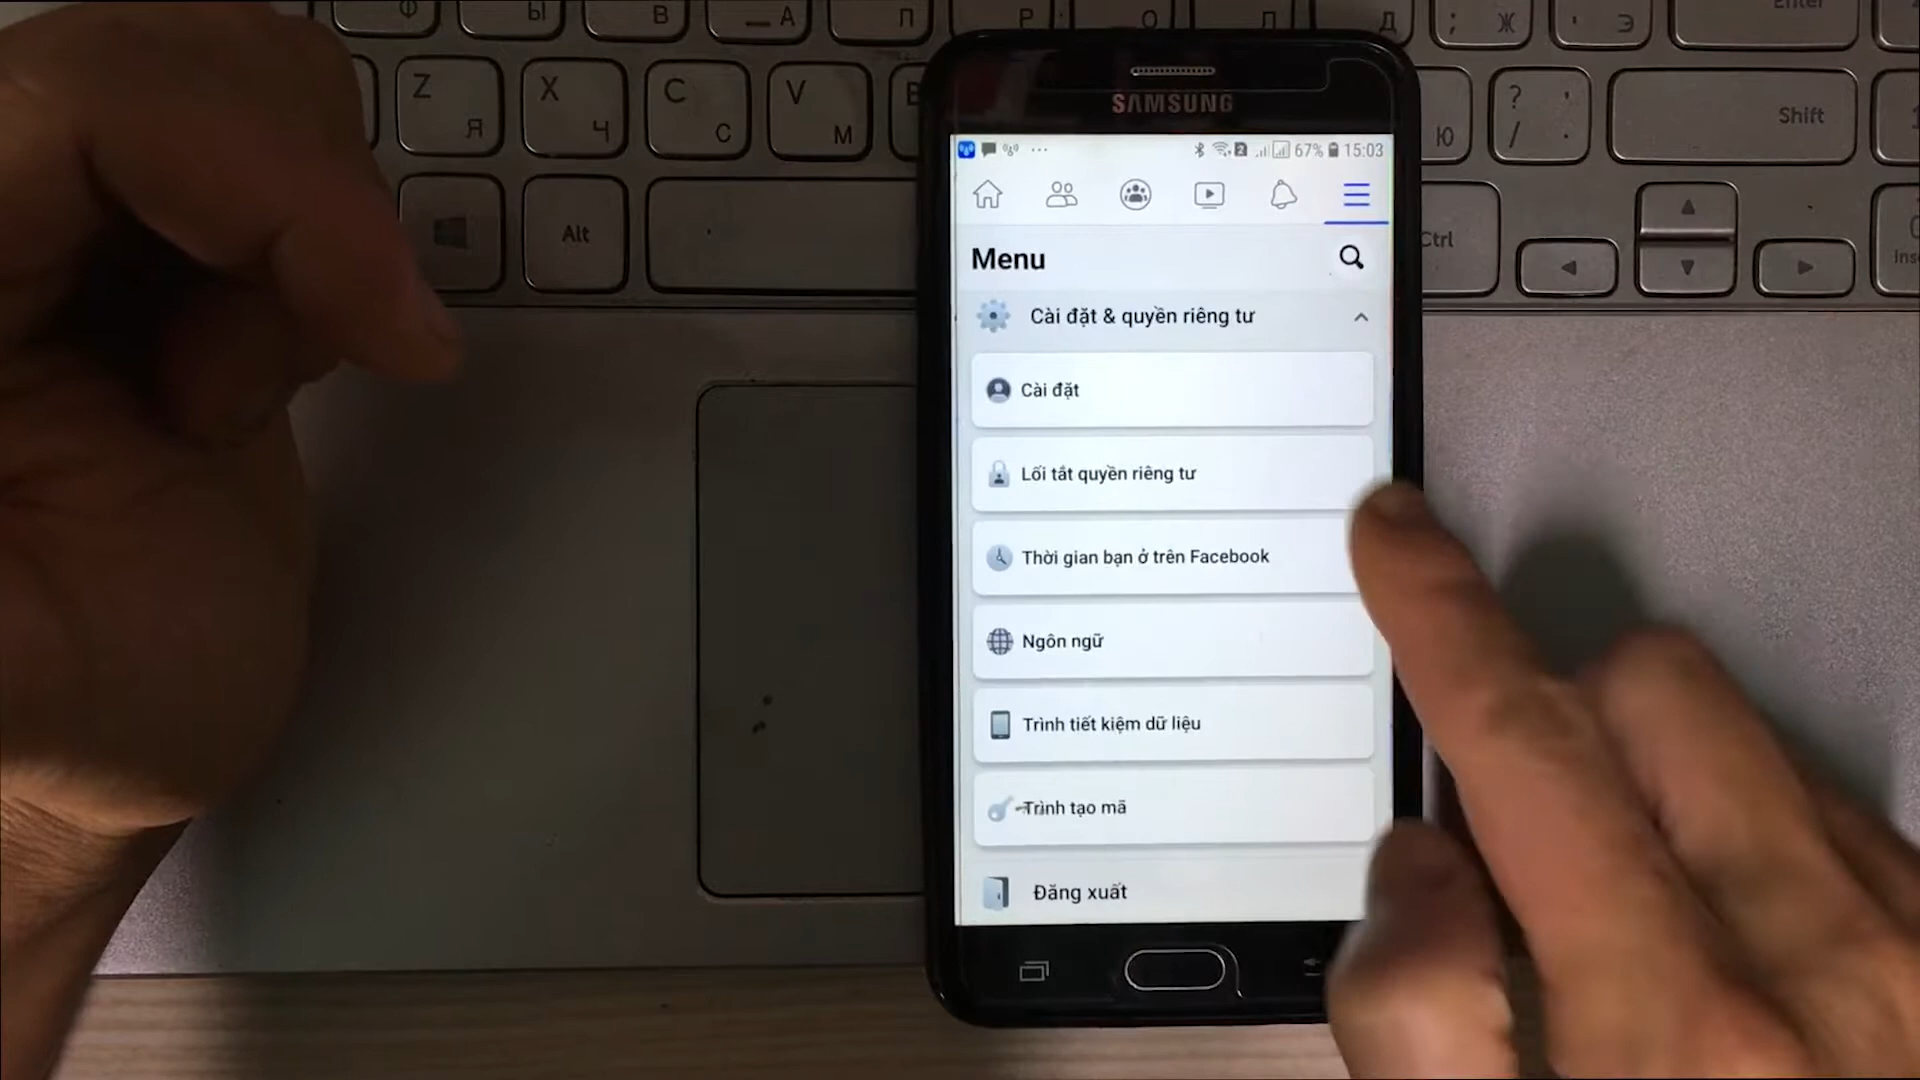 Ф
Ы
В
А
П
Р
О
Л
Д
; Ж
' Э
Enter
Z Я
X Ч
C С
V М
B
Ю
? ,
/ .
Shift
Alt
Ctrl
Ins
SAMSUNG
2 67% 15:03
Menu
Cài đặt & quyền riêng tư
Cài đặt
Lối tắt quyền riêng tư
Thời gian bạn ở trên Facebook
Ngôn ngữ
Trình tiết kiệm dữ liệu
Trình tạo mã
Đăng xuất